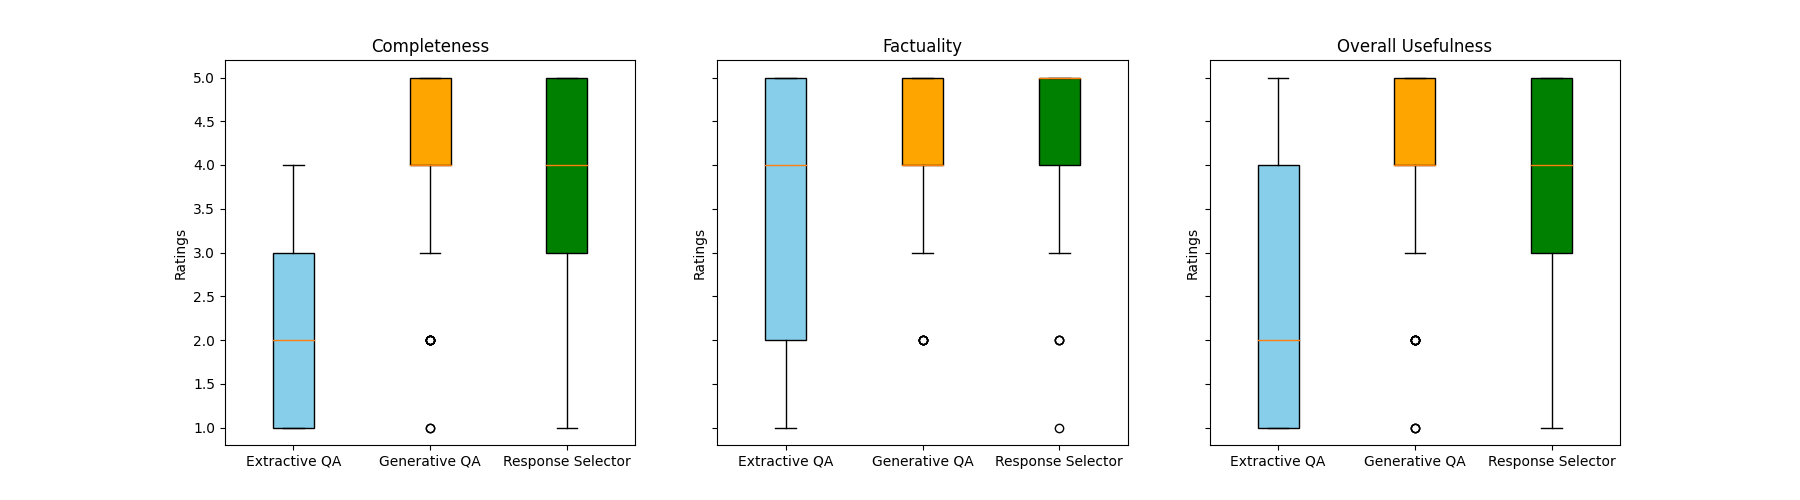 Completeness
Factuality
Overall Usefulness
Ratings
5.0
4.5
4.0
3.5
3.0
2.5
2.0
1.5
1.0
Extractive QA
Generative QA
Response Selector
Ratings
Extractive QA
Generative QA
Response Selector
Ratings
Extractive QA
Generative QA
Response Selector